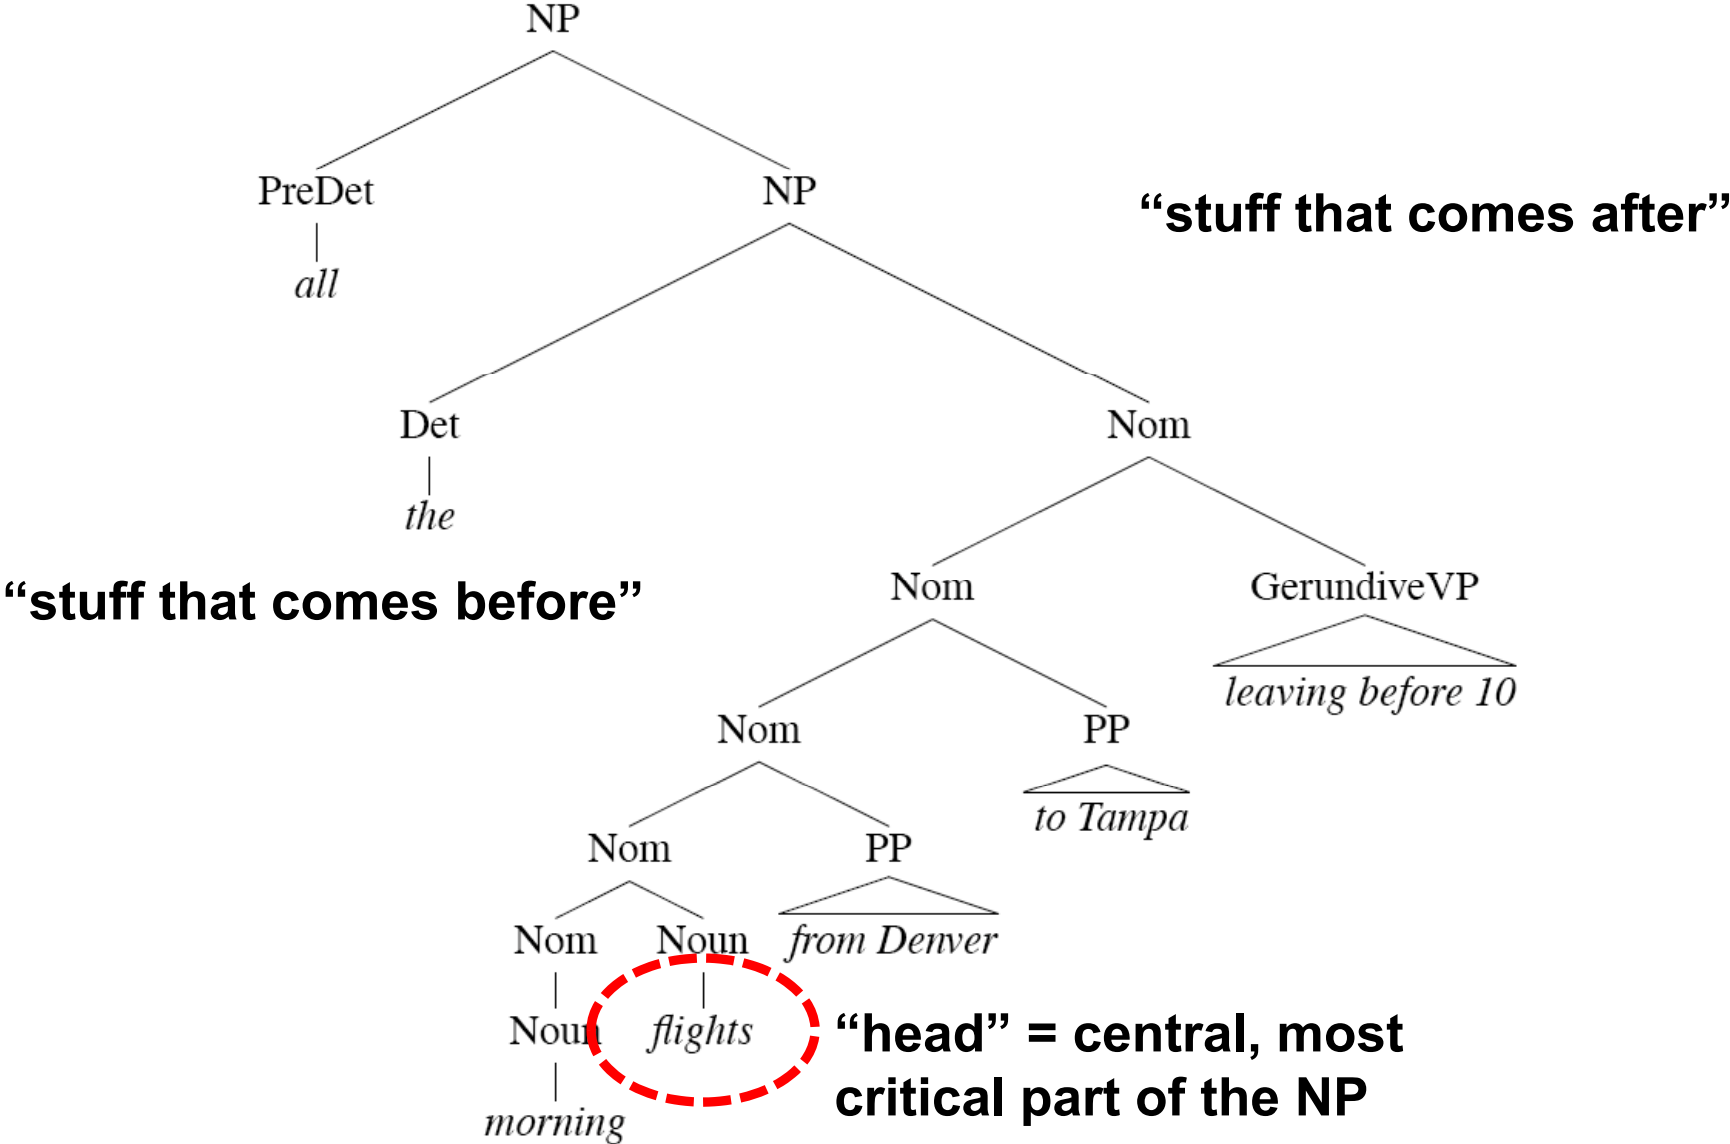 NP
PreDet NP
“stuff that comes after”
all
Det Nom
the
“stuff that comes before”
Nom GerundiveVP
leaving before 10
Nom PP
to Tampa
Nom PP
Nom Noun from Denver
Noun flights
“head” = central, most
critical part of the NP
morning